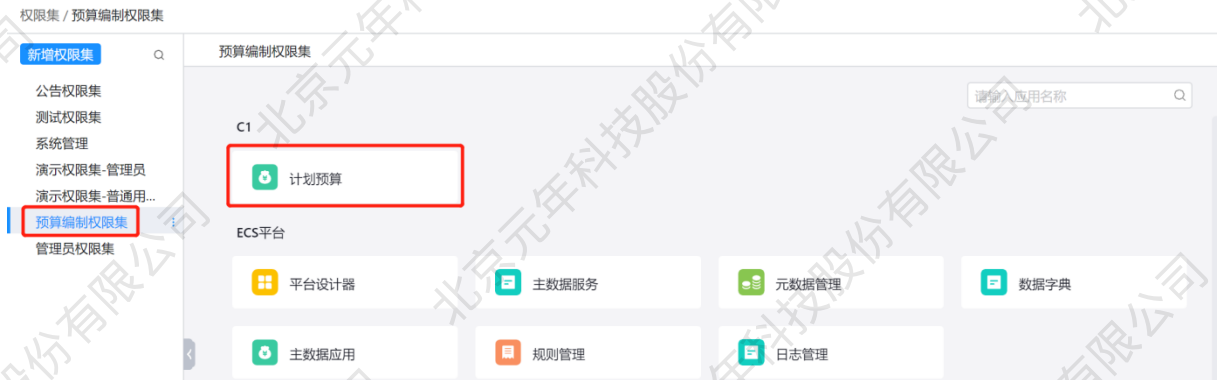 权限集 / 预算编制权限集
新增权限集
预算编制权限集
公告权限集
测试权限集
系统管理
演示权限集-管理员
演示权限集-普通用...
预算编制权限集
管理员权限集
请输入应用名称
C1
计划预算
ECS平台
平台设计器
主数据服务
元数据管理
数据字典
主数据应用
规则管理
日志管理
北京元年科技股份有限公司